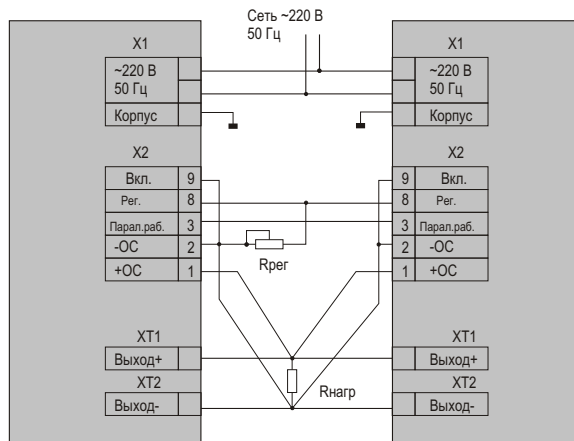 Сеть ~220 В
50 Гц
X1
~220 В
50 Гц
Корпус
X2
Вкл. 9
Рег. 8
Парал.раб. 3
-ОС 2
+ОС 1
XT1
Выход+
XT2
Выход-
Rрег
Rнагр
X1
~220 В
50 Гц
Корпус
X2
9 Вкл.
8 Рег.
3 Парал.раб.
2 -ОС
1 +ОС
XT1
Выход+
XT2
Выход-